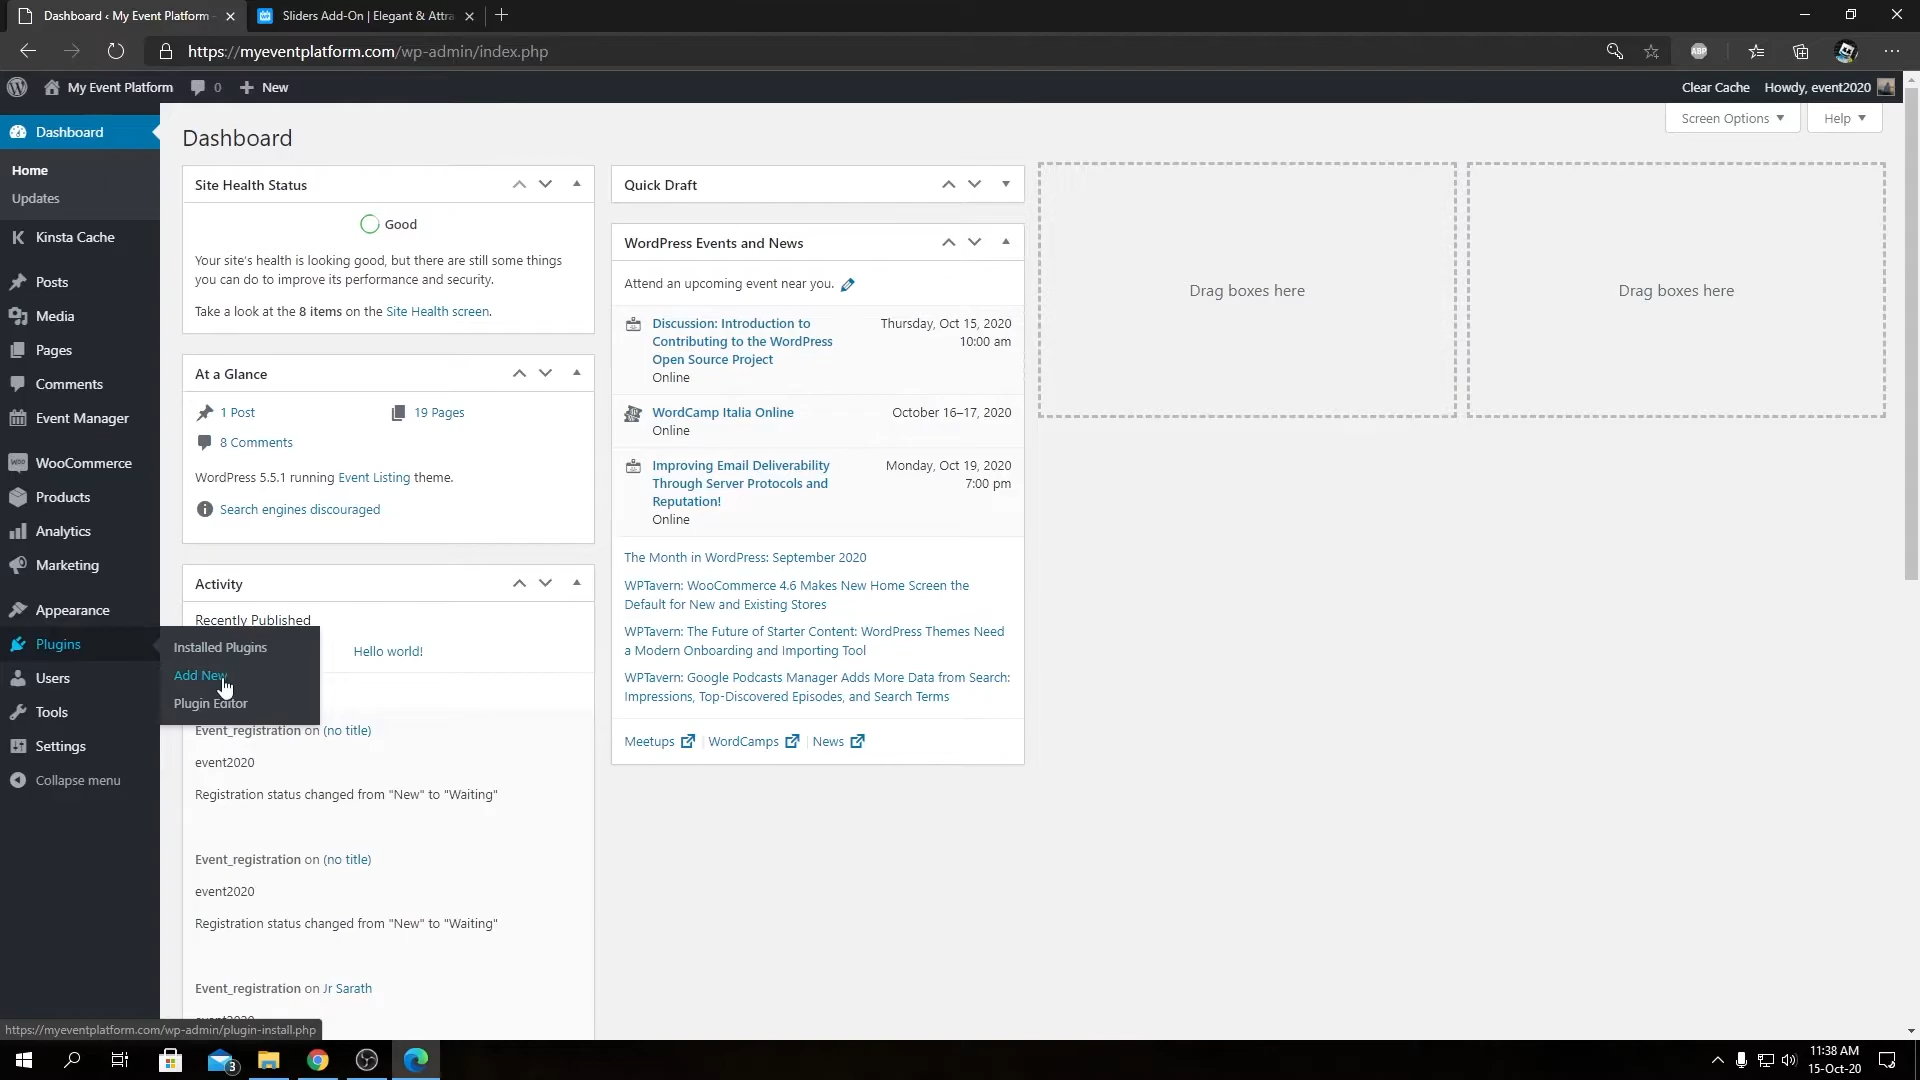 Dashboard ‹ My Event Platform
Sliders Add-On | Elegant & Attra
https://myeventplatform.com/wp-admin/index.php
ABP
My Event Platform
0
New
Clear Cache
Howdy, event2020
Dashboard
Home
Updates
Kinsta Cache
Posts
Media
Pages
Comments
Event Manager
WooCommerce
Products
Analytics
Marketing
Appearance
Plugins
Users
Tools
Settings
Collapse menu
Installed Plugins
Add New
Plugin Editor
Screen Options
Help
Dashboard
Site Health Status
Good
Your site's health is looking good, but there are still some things
you can do to improve its performance and security.
Take a look at the 8 items on the Site Health screen.
At a Glance
1 Post
19 Pages
8 Comments
WordPress 5.5.1 running Event Listing theme.
Search engines discouraged
Activity
Recently Published
Hello world!
Event_registration on (no title)
event2020
Registration status changed from "New" to "Waiting"
Event_registration on (no title)
event2020
Registration status changed from "New" to "Waiting"
Event_registration on Jr Sarath
Quick Draft
WordPress Events and News
Attend an upcoming event near you.
Discussion: Introduction to
Contributing to the WordPress
Open Source Project
Online
Thursday, Oct 15, 2020
10:00 am
WordCamp Italia Online
Online
October 16–17, 2020
Improving Email Deliverability
Through Server Protocols and
Reputation!
Online
Monday, Oct 19, 2020
7:00 pm
The Month in WordPress: September 2020
WPTavern: WooCommerce 4.6 Makes New Home Screen the
Default for New and Existing Stores
WPTavern: The Future of Starter Content: WordPress Themes Need
a Modern Onboarding and Importing Tool
WPTavern: Google Podcasts Manager Adds More Data from Search:
Impressions, Top-Discovered Episodes, and Search Terms
Meetups
WordCamps
News
Drag boxes here
Drag boxes here
https://myeventplatform.com/wp-admin/plugin-install.php
3
11:38 AM
15-Oct-20